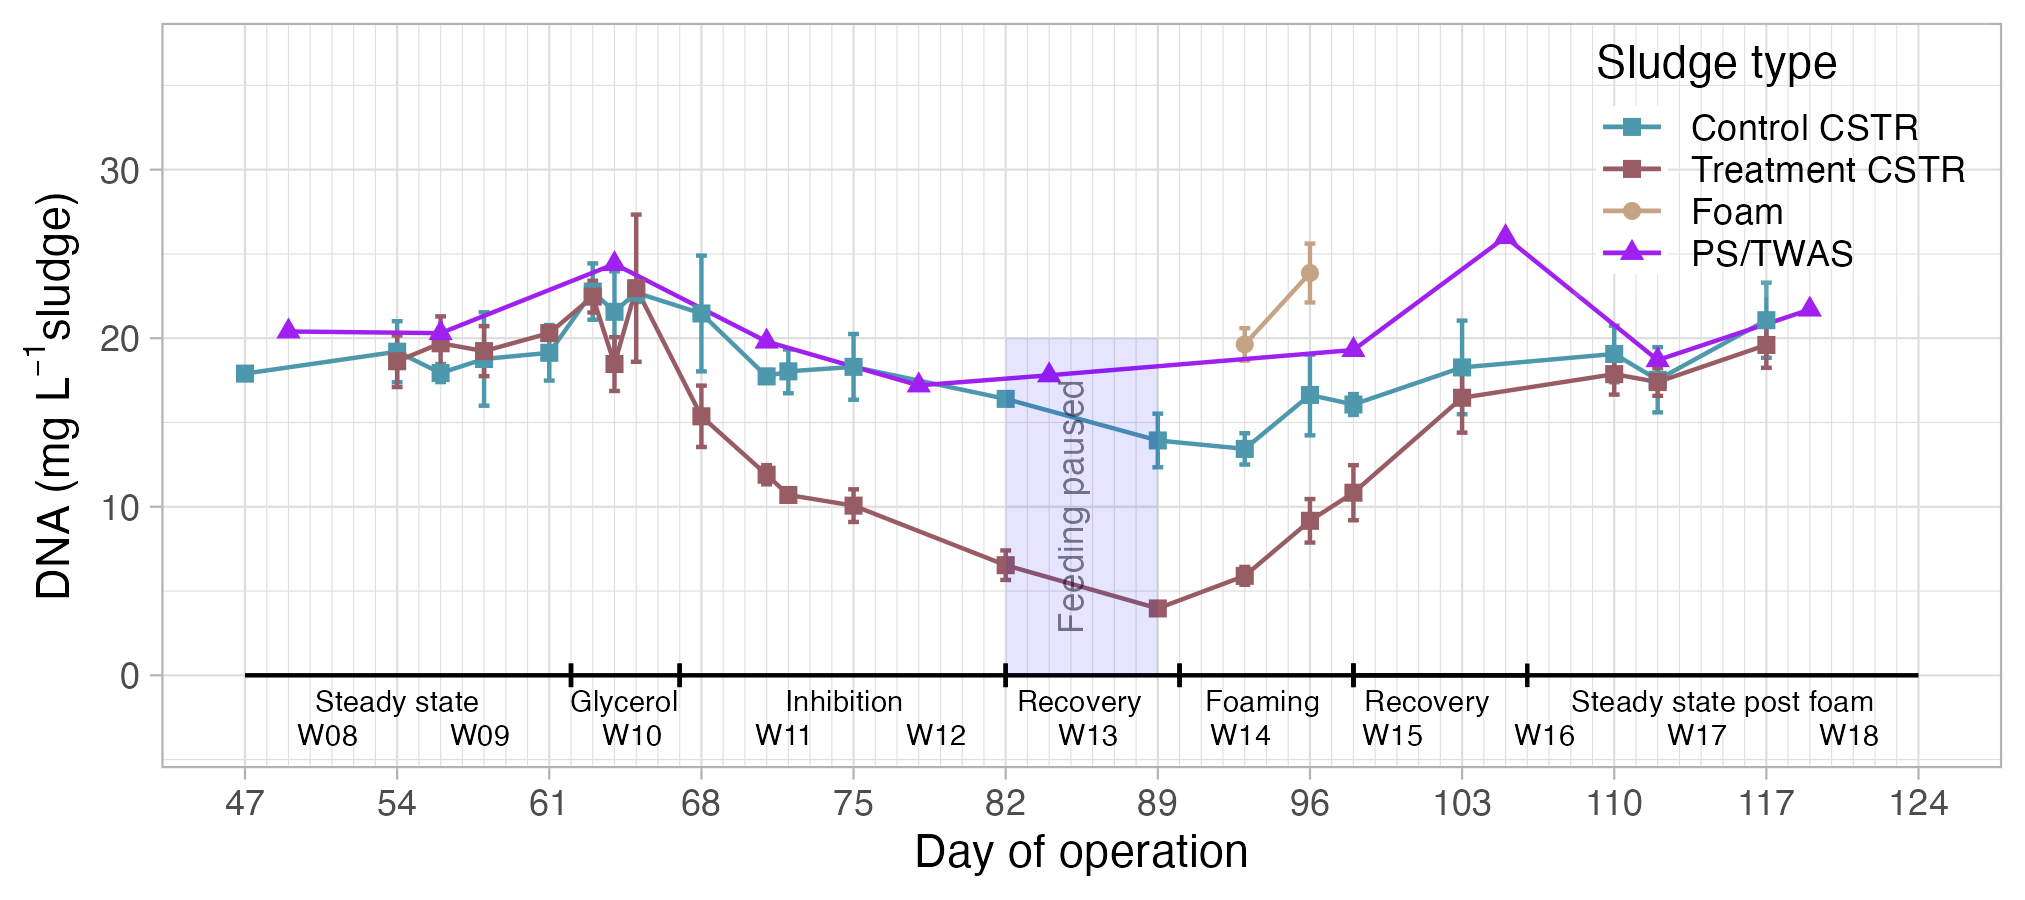 Sludge type
Control CSTR
Treatment CSTR
Foam
PS/TWAS
DNA (mg L⁻¹sludge)
30
20
10
0
Feeding paused
Steady state Glycerol Inhibition Recovery Foaming Recovery Steady state post foam
W08 W09 W10 W11 W12 W13 W14 W15 W16 W17 W18
47 54 61 68 75 82 89 96 103 110 117 124
Day of operation